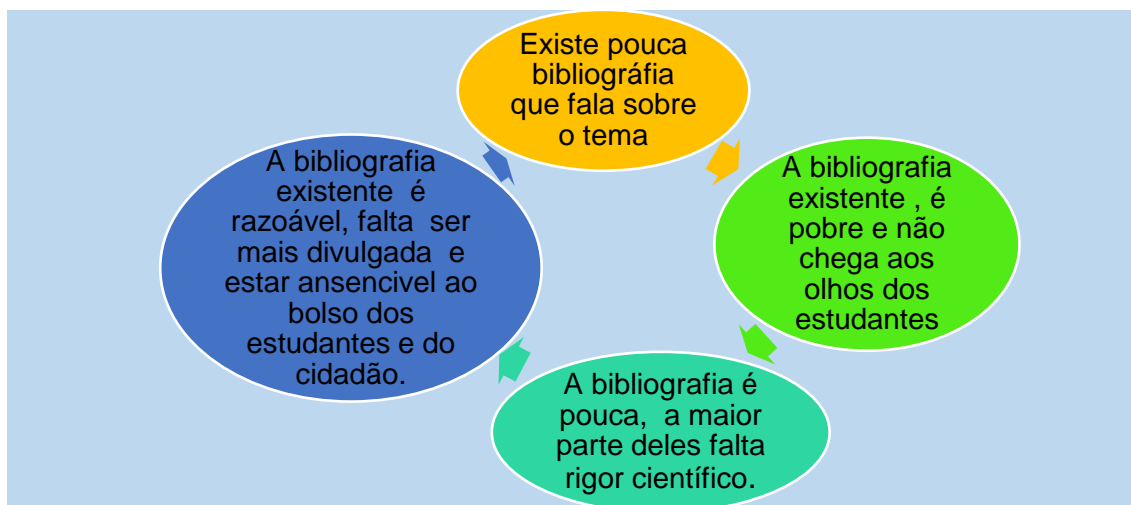 Existe pouca
bibliográfia
que fala sobre
o tema
A bibliografia
existente , é
pobre e não
chega aos
olhos dos
estudantes
A bibliografia é
pouca, a maior
parte deles falta
rigor científico.
A bibliografia
existente é
razoável, falta ser
mais divulgada e
estar ansencivel ao
bolso dos
estudantes e do
cidadão.